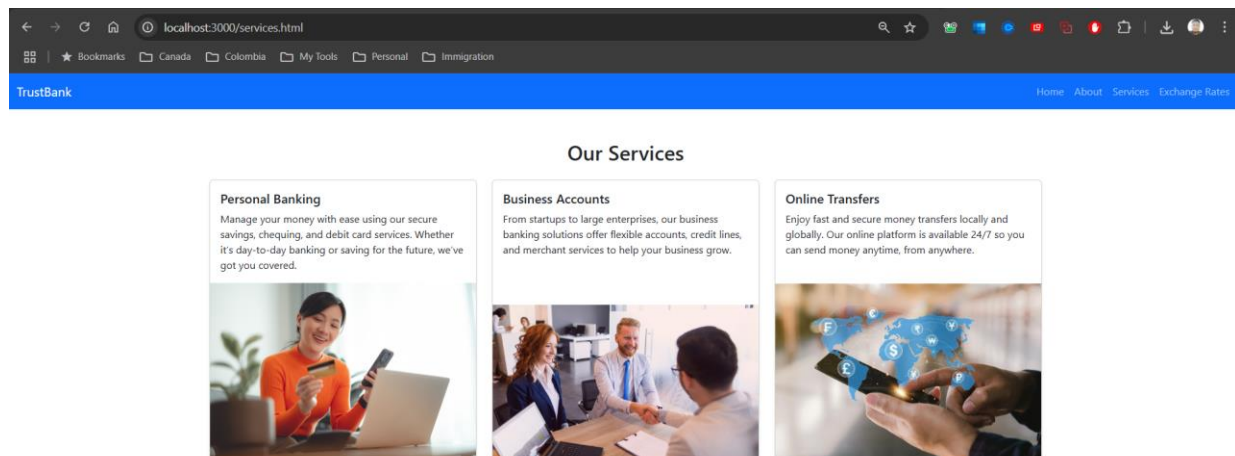 localhost:3000/services.html
Bookmarks Canada Colombia My Tools Personal Immigration
TrustBank Home About Services Exchange Rates
Our Services
Personal Banking
Manage your money with ease using our secure
savings, chequing, and debit card services. Whether
it's day-to-day banking or saving for the future, we've
got you covered.
Business Accounts
From startups to large enterprises, our business
banking solutions offer flexible accounts, credit lines,
and merchant services to help your business grow.
Online Transfers
Enjoy fast and secure money transfers locally and
globally. Our online platform is available 24/7 so you
can send money anytime, from anywhere.